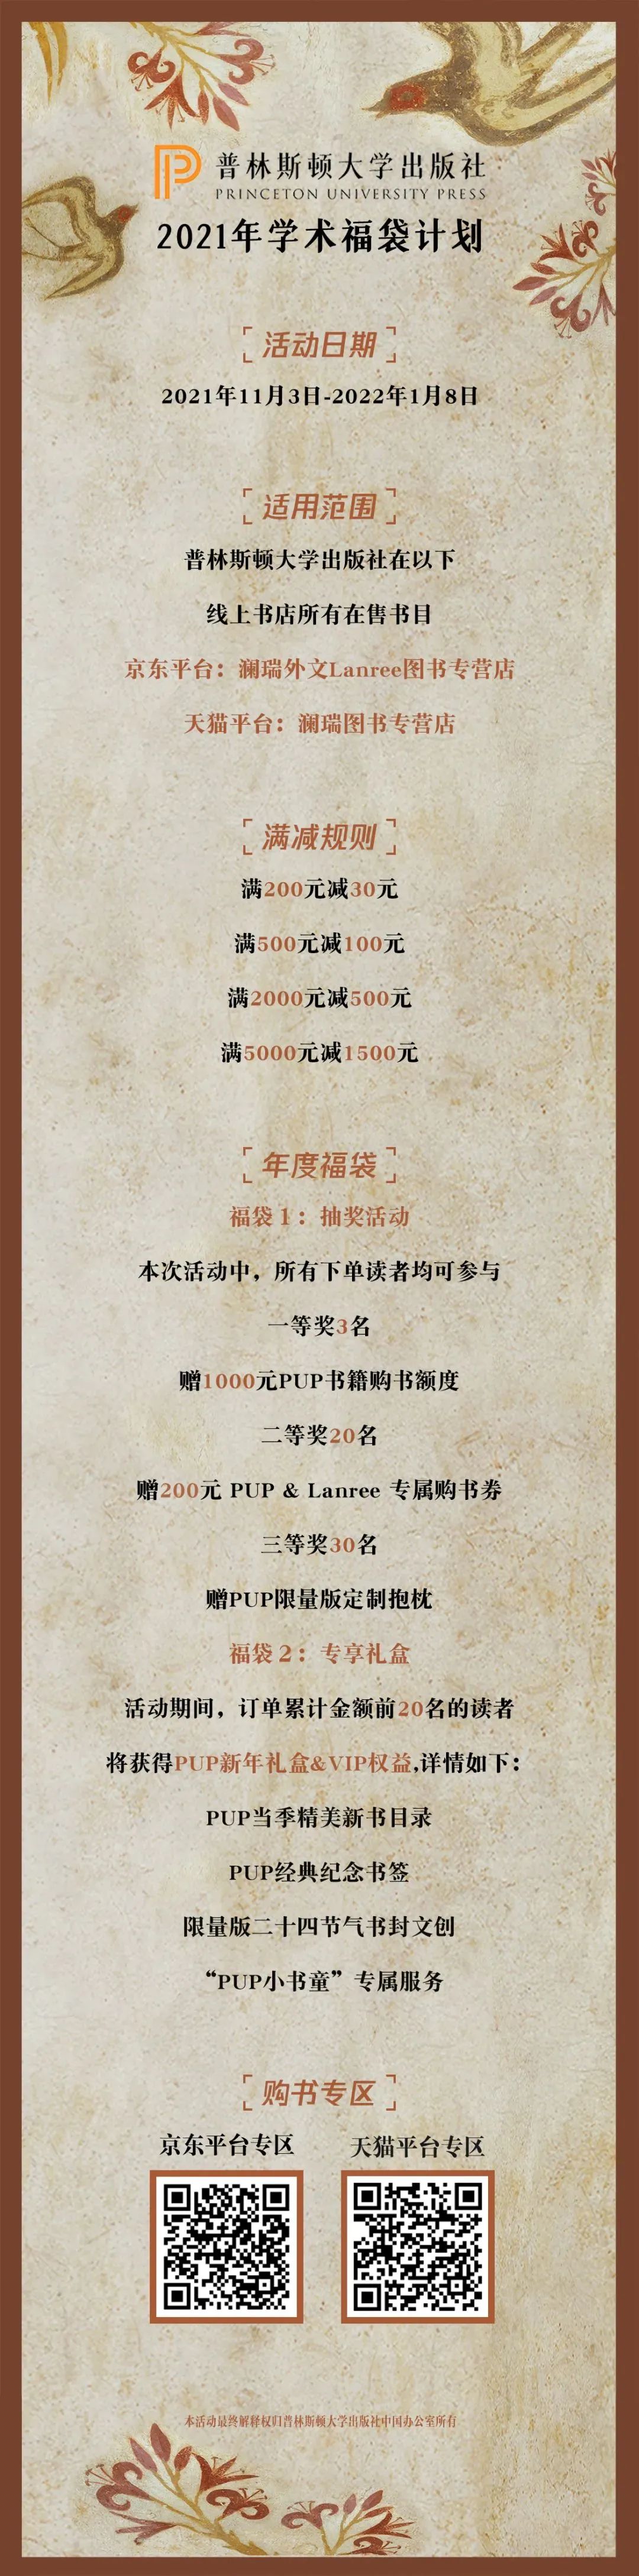 普林斯顿大学出版社
PRINCETON UNIVERSITY PRESS
2021年学术福袋计划
活动日期
2021年11月3日-2022年1月8日
适用范围
普林斯顿大学出版社在以下
线上书店所有在售书目
京东平台：澜瑞外文Lanree图书专营店
天猫平台：澜瑞图书专营店
满减规则
满200元减30元
满500元减100元
满2000元减500元
满5000元减1500元
年度福袋
福袋1：抽奖活动
本次活动中，所有下单读者均可参与
一等奖3名
赠1000元PUP书籍购书额度
二等奖20名
赠200元 PUP & Lanree 专属购书券
三等奖30名
赠PUP限量版定制抱枕
福袋2：专享礼盒
活动期间，订单累计金额前20名的读者
将获得PUP新年礼盒&VIP权益,详情如下：
PUP当季精美新书目录
PUP经典纪念书签
限量版二十四节气书封文创
“PUP小书童”专属服务
购书专区
京东平台专区 天猫平台专区
本活动最终解释权归普林斯顿大学出版社中国办公室所有